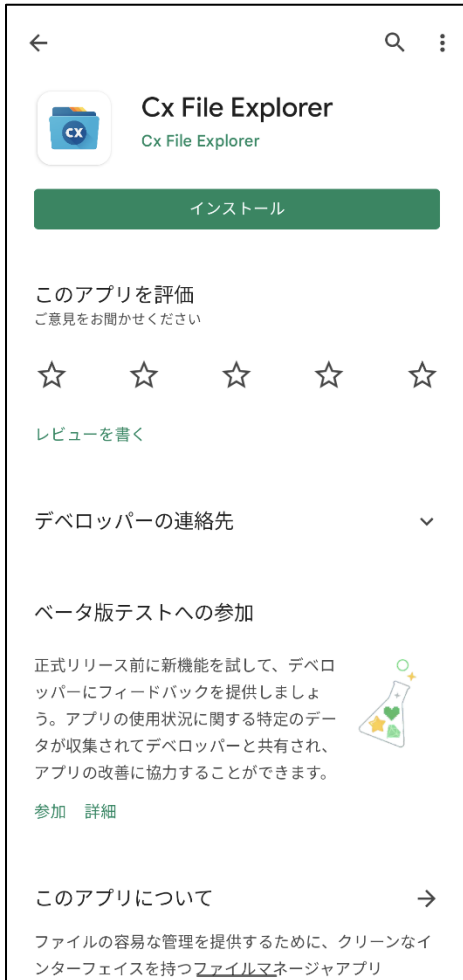 Cx File Explorer
CX
Cx File Explorer
インストール
このアプリを評価
ご意見をお聞かせください
レビューを書く
デベロッパーの連絡先
ベータ版テストへの参加
正式リリース前に新機能を試して、デベロ
ッパーにフィードバックを提供しましょ
う。アプリの使用状況に関する特定のデー
タが収集されてデベロッパーと共有され、
アプリの改善に協力することができます。
参加 詳細
このアプリについて
ファイルの容易な管理を提供するために、クリーンなイ
ンターフェイスを持つファイルマネージャアプリ